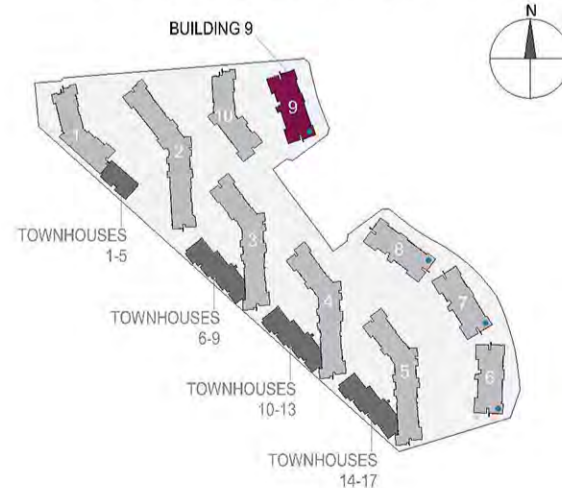 BUILDING 9
N
9
10
1
2
TOWNHOUSES
1-5
3
8
TOWNHOUSES
6-9
4
7
TOWNHOUSES
10-13
5
6
TOWNHOUSES
14-17